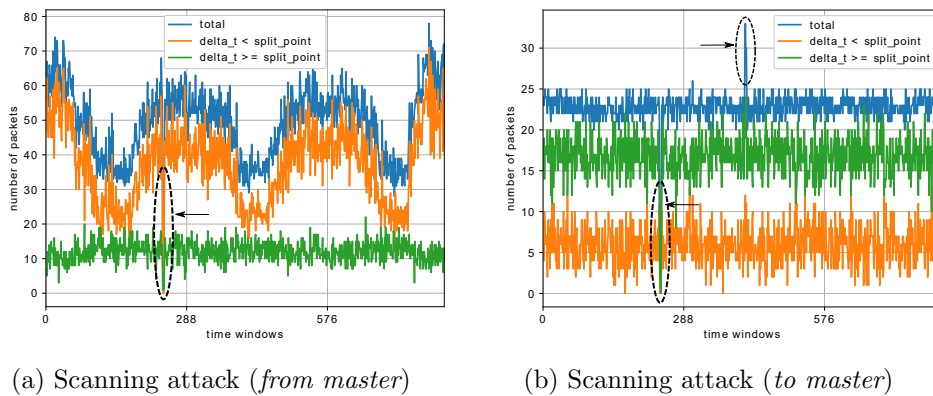 total
delta_t < split_point
delta_t >= split_point
number of packets
80
70
60
50
40
30
20
10
0
0
288
576
time windows
(a) Scanning attack (from master)
total
delta_t < split_point
delta_t >= split_point
number of packets
30
25
20
15
10
5
0
0
288
576
time windows
(b) Scanning attack (to master)